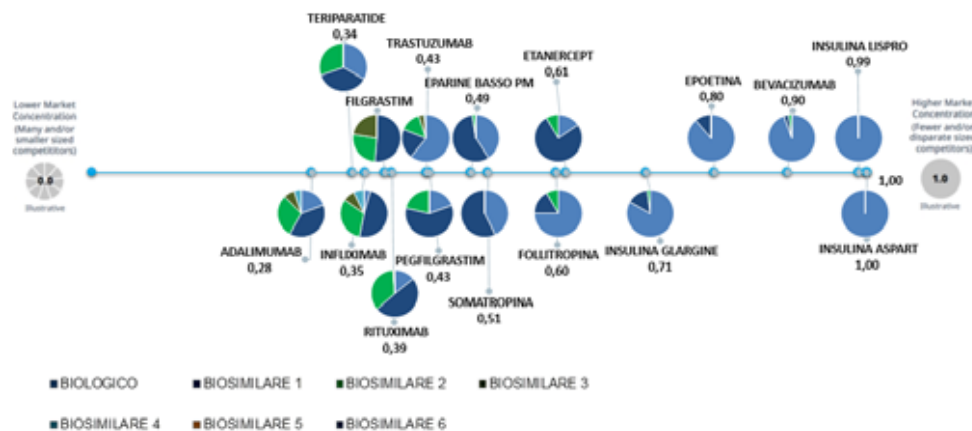 TERIPARATIDE
0,34
TRASTUZUMAB
0,43
ETANERCEPT
0,61
INSULINA LISPRO
0,99
FILGRASTIM
EPARINE BASSO PM
0,49
EPOETINA
0,80
BEVACIZUMAB
0,90
Lower Market
Concentration
(Many and/or
smaller sized
competititors)
0.0
Illustrative
Higher Market
Concentration
(Fewer and/or
disparate sized
competitors)
1.0
Illustrative
1,00
ADALIMUMAB
0,28
INFLIXIMAB
0,35
PEGFILGRASTIM
0,43
FOLLITROPINA
0,60
INSULINA GLARGINE
0,71
INSULINA ASPART
1,00
SOMATROPINA
0,51
RITUXIMAB
0,39
BIOLOGICO
BIOSIMILARE 1
BIOSIMILARE 2
BIOSIMILARE 3
BIOSIMILARE 4
BIOSIMILARE 5
BIOSIMILARE 6